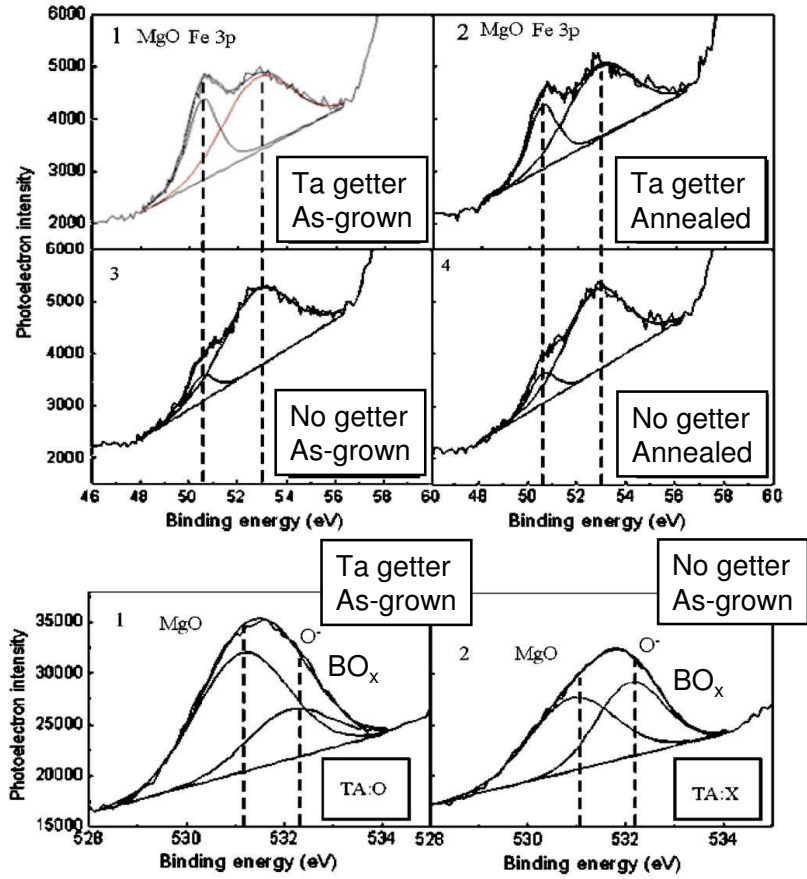 6000
5000
4000
3000
2000
1 MgO Fe 3p
Ta getter
As-grown
2 MgO Fe 3p
Ta getter
Annealed
Photoelectron intensity
6000
5000
4000
3000
2000
3
No getter
As-grown
4
No getter
Annealed
46 48 50 52 54 56 58 60 48 50 52 54 56 58 60
Binding energy (eV)
Binding energy (eV)
Ta getter
As-grown
No getter
As-grown
Photoelectron intensity
35000
30000
25000
20000
15000
1 MgO O⁻
BOₓ
TA:O
2 MgO O⁻
BOₓ
TA:X
528 530 532 534 528 530 532 534
Binding energy (eV)
Binding energy (eV)